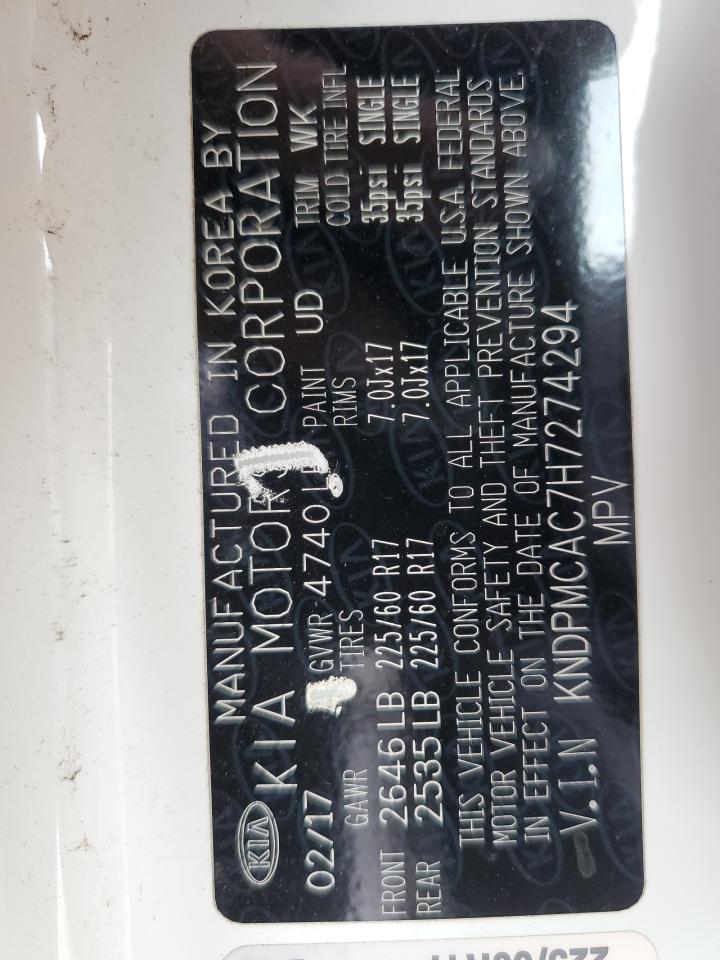 KIA
MANUFACTURED IN KOREA BY
KIA MOTOR CORPORATION
02/17 GVWR 4740 PAINT UD TRIM WK
GAWR TIRES RIMS COLD TIRE INFL
FRONT 2646LB 225/60 R17 7.0Jx17 35psi SINGLE
REAR 2535LB 225/60 R17 7.0Jx17 35psi SINGLE
THIS VEHICLE CONFORMS TO ALL APPLICABLE U.S.A. FEDERAL
MOTOR VEHICLE SAFETY AND THEFT PREVENTION STANDARDS
IN EFFECT ON THE DATE OF MANUFACTURE SHOWN ABOVE.
V.I.N KNDPMCAC7H7274294
MPV